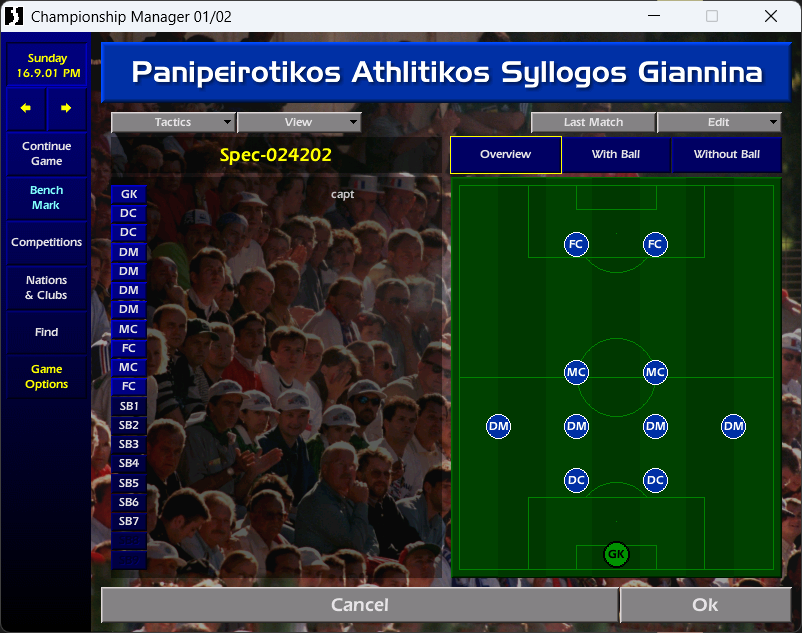 Championship Manager 01/02
Sunday
16.9.01 PM
Panipeirotikos Athlitikos Syllogos Giannina
Continue
Game
Bench
Mark
Competitions
Nations
& Clubs
Find
Game
Options
Tactics
View
Last Match
Edit
Spec-024202
Overview
With Ball
Without Ball
GK
capt
DC
DC
DM
DM
DM
DM
MC
FC
MC
FC
SB1
SB2
SB3
SB4
SB5
SB6
SB7
FC FC
MC MC
DM DM DM DM
DC DC
GK
Cancel
Ok